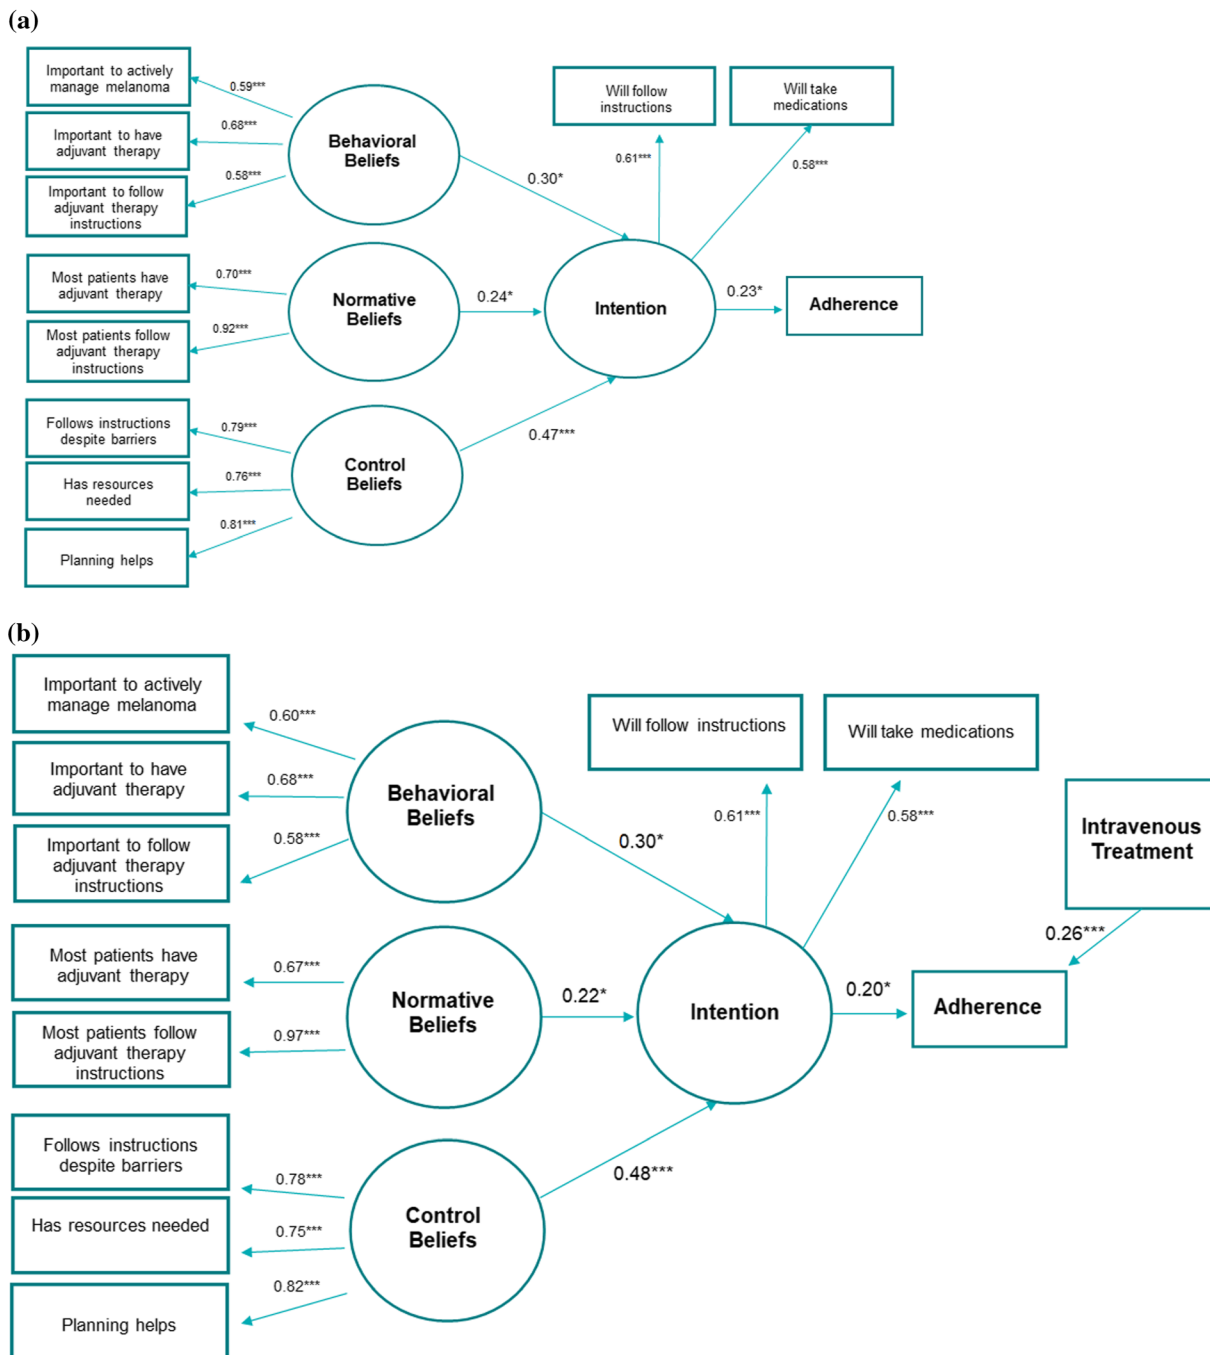 (a)
Important to actively
manage melanoma
0.59***
Important to have
adjuvant therapy
0.68***
Important to follow
adjuvant therapy
instructions
0.58***
Behavioral
Beliefs
0.30*
Will follow
instructions
0.61***
Will take
medications
0.58***
Most patients have
adjuvant therapy
0.70***
Most patients follow
adjuvant therapy
instructions
0.92***
Normative
Beliefs
0.24*
Intention
0.23*
Adherence
Follows instructions
despite barriers
0.79***
Has resources
needed
0.76***
Planning helps
0.81***
Control
Beliefs
0.47***
(b)
Important to actively
manage melanoma
0.60***
Important to have
adjuvant therapy
0.68***
Important to follow
adjuvant therapy
instructions
0.58***
Behavioral
Beliefs
0.30*
Will follow instructions
0.61***
Will take medications
0.58***
Intravenous
Treatment
0.26***
Most patients have
adjuvant therapy
0.67***
Most patients follow
adjuvant therapy
instructions
0.97***
Normative
Beliefs
0.22*
Intention
0.20*
Adherence
Follows instructions
despite barriers
0.78***
Has resources needed
0.75***
Planning helps
0.82***
Control
Beliefs
0.48***